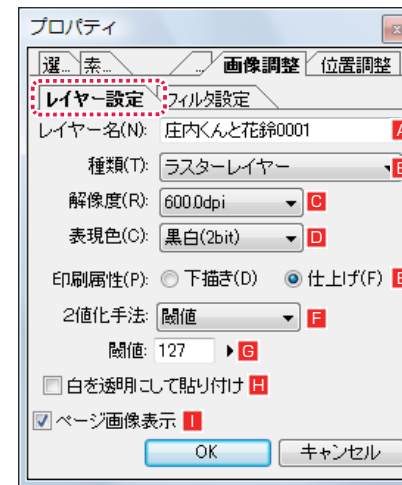 プロパティ
選... 素... ... 画像調整 位置調整
レイヤー設定 フィルタ設定
レイヤー名(N): 庄内くんと花鈴0001 A
種類(T): ラスターレイヤー B
解像度(R): 600.0dpi C
表現色(C): 黒白(2bit) D
印刷属性(P): 下描き(D) 仕上げ(F) E
2値化手法: 閾値 F
閾値: 127 G
白を透明にして貼り付け H
ページ画像表示 I
OK キャンセル